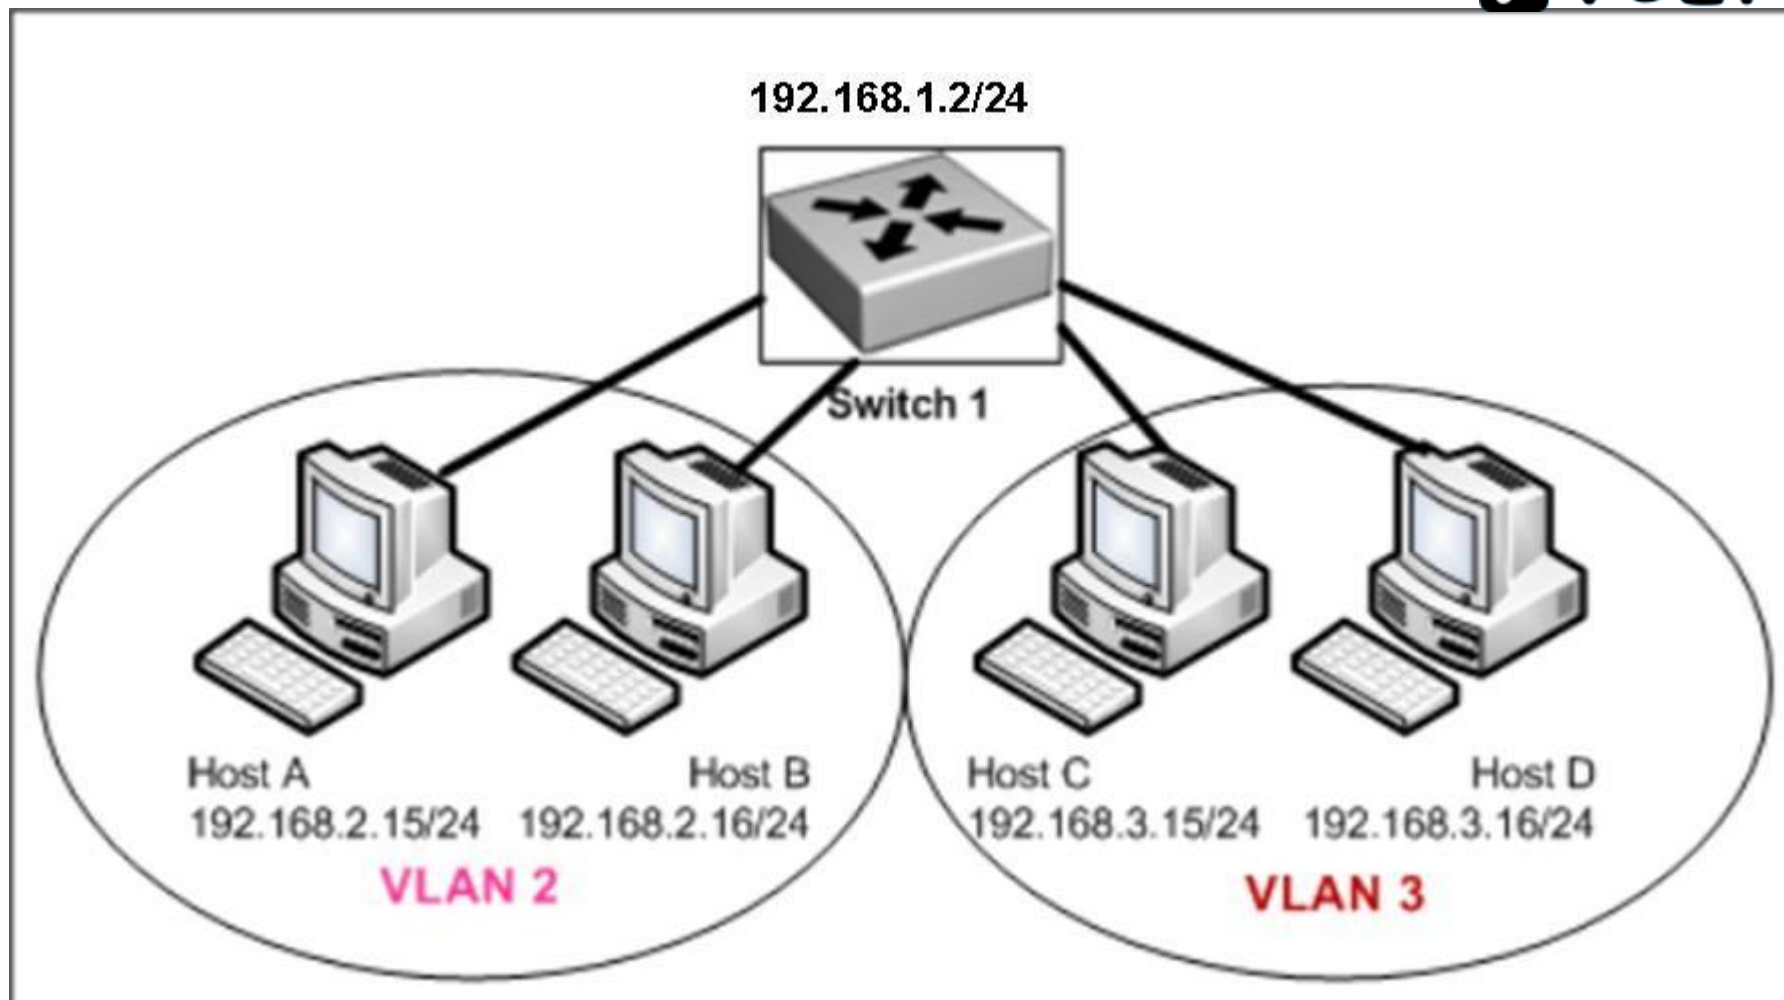 192.168.1.2/24
Switch 1
Host A
192.168.2.15/24
Host B
192.168.2.16/24
VLAN 2
Host C
192.168.3.15/24
Host D
192.168.3.16/24
VLAN 3